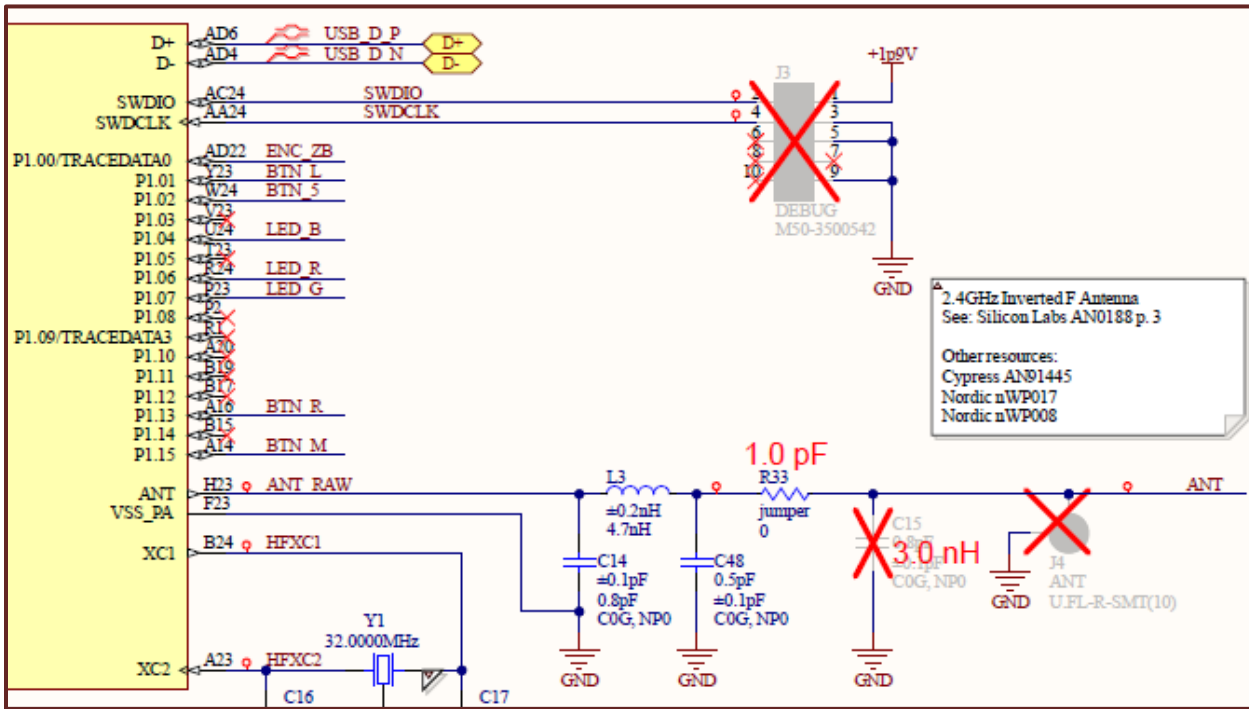 D+ AD6 USB_D_P D+
D- AD4 USB_D_N D-
+1p9V
J3
SWDIO AC24 SWDIO 1
SWDCLK AA24 SWDCLK 4 3
6 5
8 7
10 9
P1.00/TRACEDATA0 AD22 ENC_ZB
P1.01 Y23 BTN_L
P1.02 W24 BTN_5
P1.03 V23
DEBUG
M50-3500542
P1.04 U24 LED_B
P1.05 T23
P1.06 R24 LED_R
P1.07 P23 LED_G
GND
P1.08 P2
P1.09/TRACEDATA3 R1
P1.10 A20
P1.11 B19
P1.12 B17
P1.13 A16 BTN_R
P1.14 B15
P1.15 A14 BTN_M
2.4GHz Inverted F Antenna
See: Silicon Labs AN0188 p. 3
Other resources:
Cypress AN91445
Nordic nWP017
Nordic nWP008
ANT H23 ANT_RAW
VSS_PA F23
L3
±0.2nH
4.7nH
1.0 pF
R33
jumper
0
ANT
C14
±0.1pF
0.8pF
C0G, NP0
GND
C48
0.5pF
±0.1pF
C0G, NP0
GND
C15
0.8pF
3.0 nH
±0.1pF
C0G, NP0
GND
GND
J4
ANT
U.FL-R-SMT(10)
XC1 B24 HFXC1
Y1
32.0000MHz
XC2 A23 HFXC2
C16
C17